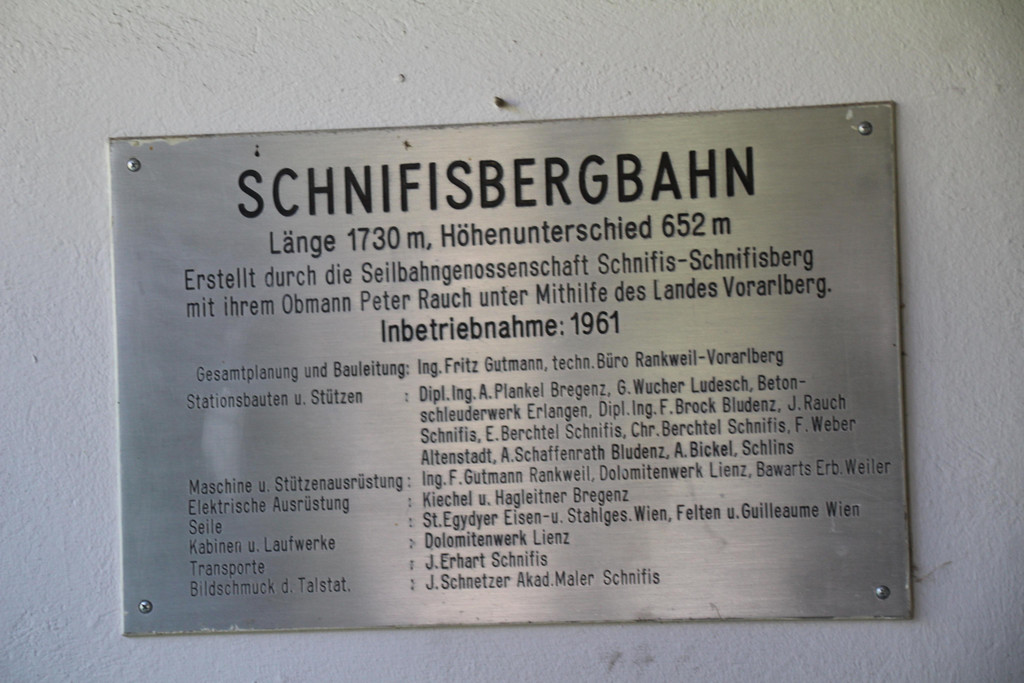 SCHNIFISBERGBAHN
Länge 1730 m, Höhenunterschied 652 m
Erstellt durch die Seilbahngenossenschaft Schnifis-Schnifisberg
mit ihrem Obmann Peter Rauch unter Mithilfe des Landes Vorarlberg.
Inbetriebnahme: 1961
Gesamtplanung und Bauleitung: Ing. Fritz Gutmann, techn. Büro Rankweil-Vorarlberg
Stationsbauten u. Stützen : Dipl. Ing. A. Plankel Bregenz, G. Wucher Ludesch, Beton-
schleuderwerk Erlangen, Dipl. Ing. F. Brock Bludenz, J. Rauch
Schnifis, E. Berchtel Schnifis, Chr. Berchtel Schnifis, F. Weber
Altenstadt, A. Schaffenrath Bludenz, A. Bickel, Schlins
Maschine u. Stützenausrüstung : Ing. F. Gutmann Rankweil, Dolomitenwerk Lienz, Bawarts Erb. Weiler
Elektrische Ausrüstung : Kiechel u. Hagleitner Bregenz
Seile : St. Egydyer Eisen-u. Stahlges. Wien, Felten u. Guilleaume Wien
Kabinen u. Laufwerke : Dolomitenwerk Lienz
Transporte : J. Erhart Schnifis
Bildschmuck d. Talstat. : J. Schnetzer Akad. Maler Schnifis